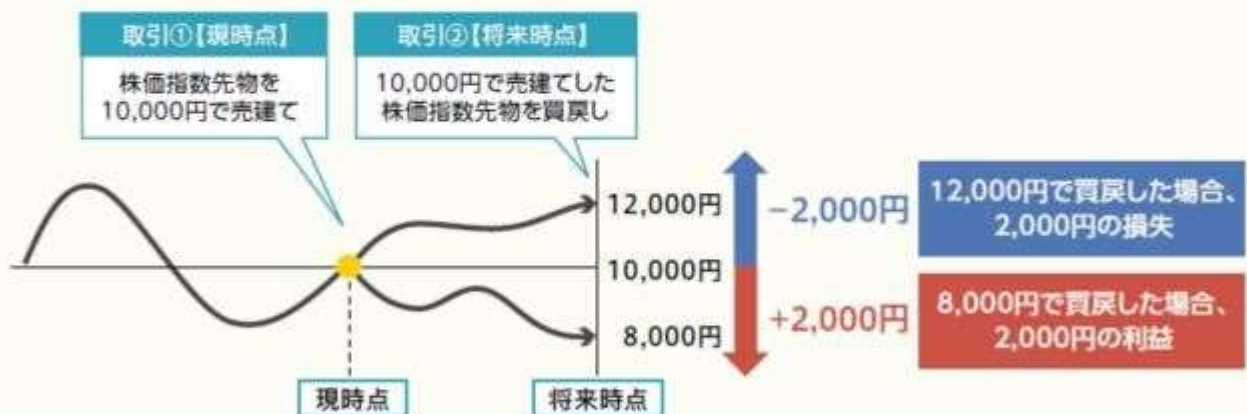 取引①【現時点】
株価指数先物を
10,000円で売建て
取引②【将来時点】
10,000円で売建てした
株価指数先物を買戻し
12,000円
10,000円
8,000円
−2,000円
+2,000円
12,000円で買戻した場合、
2,000円の損失
8,000円で買戻した場合、
2,000円の利益
現時点
将来時点